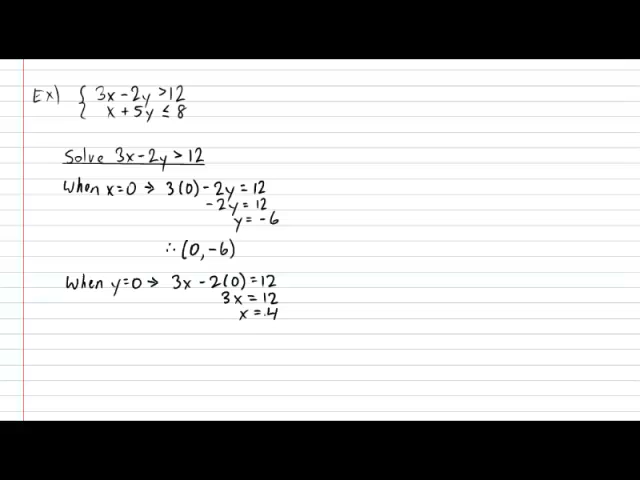 Ex) { 3x - 2y > 12
x + 5y ≤ 8
Solve 3x - 2y > 12
When x = 0 → 3(0) - 2y = 12
- 2y = 12
y = -6
∴ (0, -6)
When y = 0 → 3x - 2(0) = 12
3x = 12
x = 4